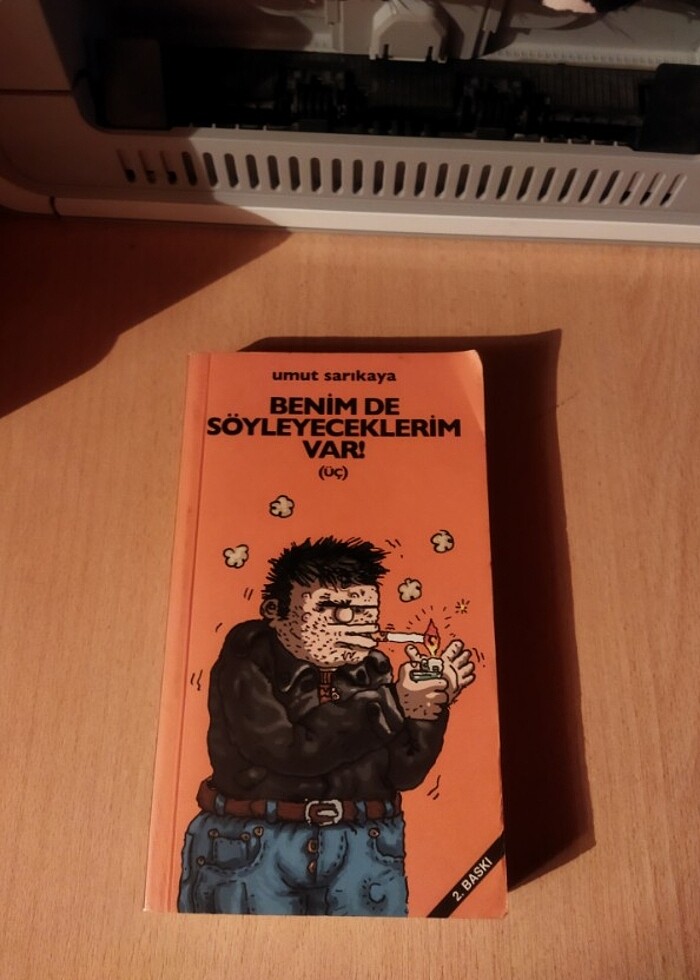 umut sarıkaya
BENİM DE
SÖYLEYECEKLERİM
VAR!
(üç)
2. BASKI